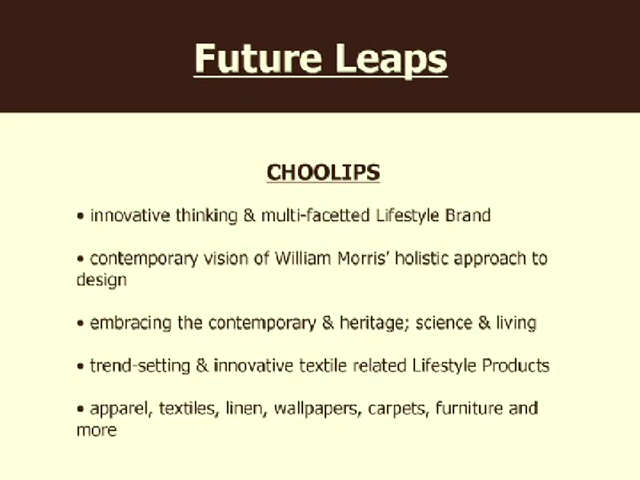 Future Leaps
CHOOLIPS
• innovative thinking & multi-facetted Lifestyle Brand
• contemporary vision of William Morris’ holistic approach to
design
• embracing the contemporary & heritage; science & living
• trend-setting & innovative textile related Lifestyle Products
• apparel, textiles, linen, wallpapers, carpets, furniture and
more